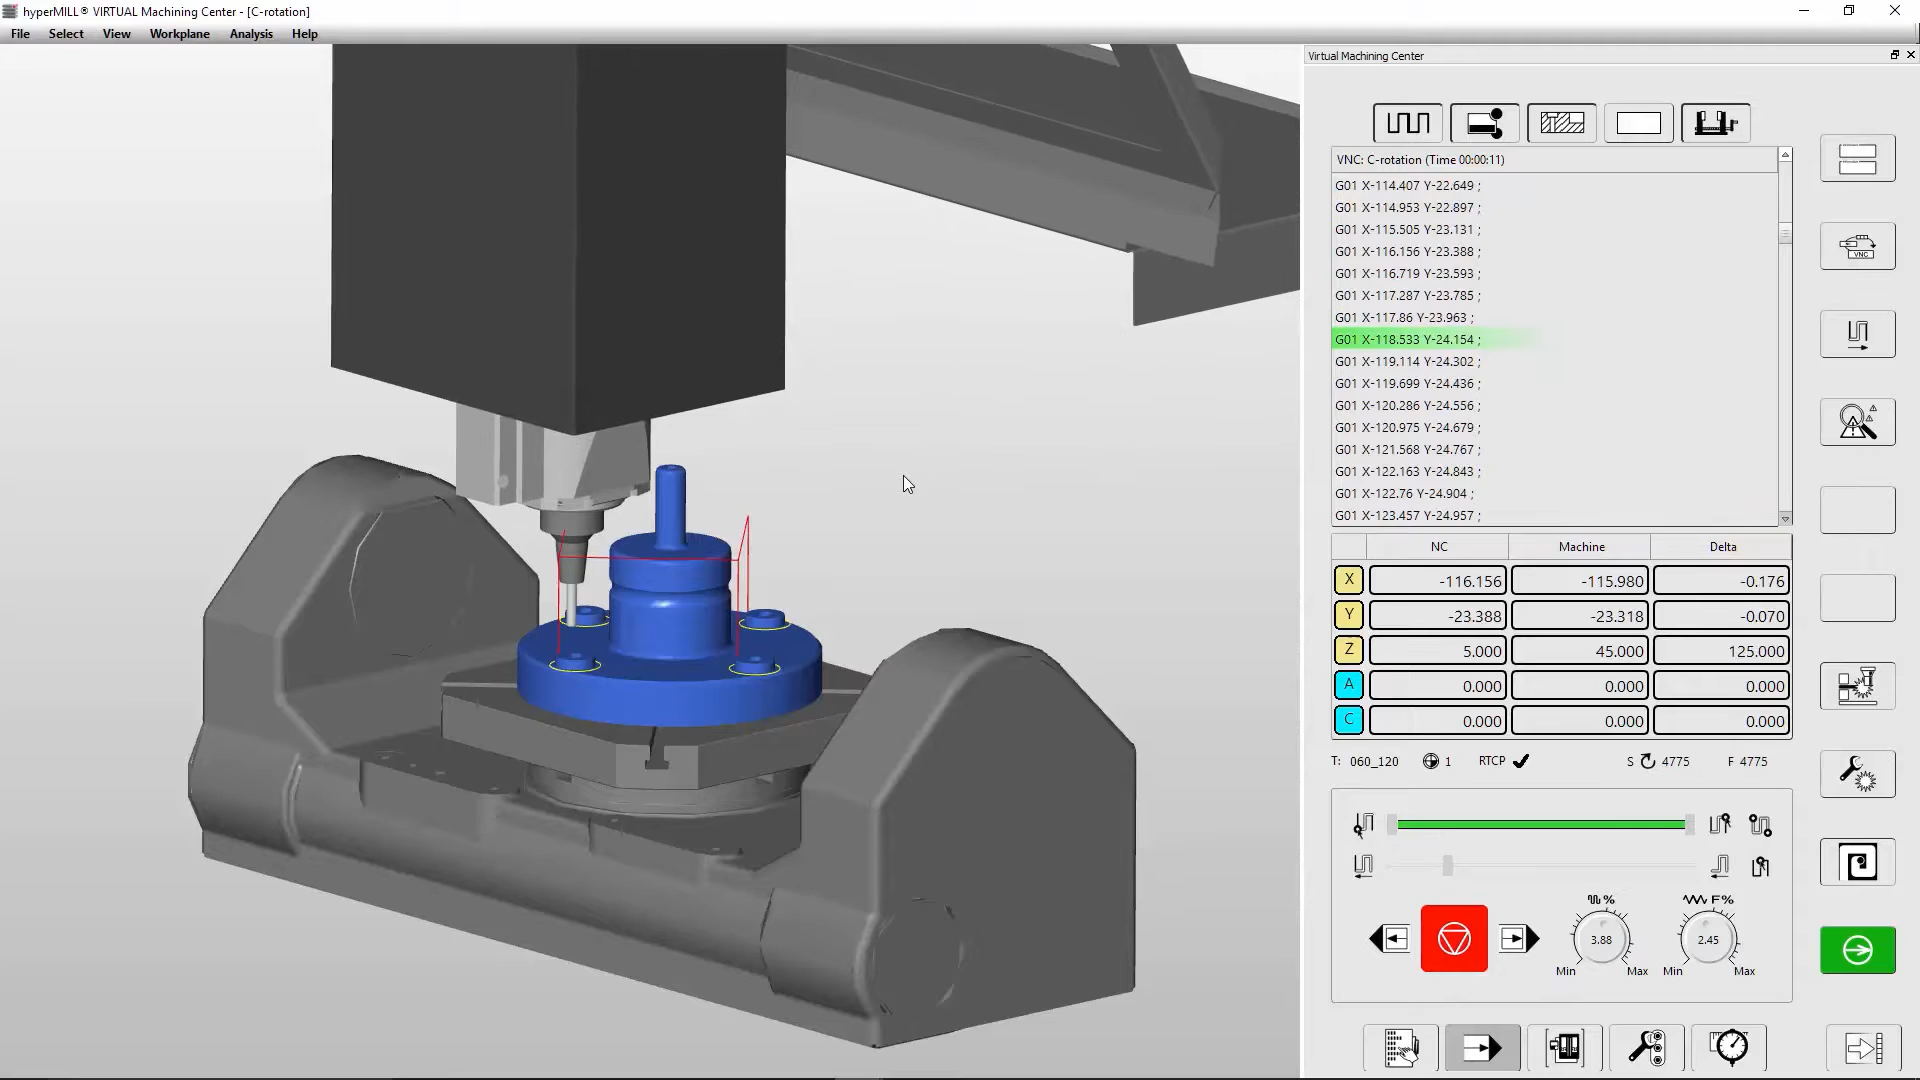 hyperMILL® VIRTUAL Machining Center - [C-rotation]
File Select View Workplane Analysis Help
Virtual Machining Center
VNC: C-rotation (Time 00:00:11)
G01 X-114.407 Y-22.649 ;
G01 X-114.953 Y-22.897 ;
G01 X-115.505 Y-23.131 ;
G01 X-116.156 Y-23.388 ;
G01 X-116.719 Y-23.593 ;
G01 X-117.287 Y-23.785 ;
G01 X-117.86 Y-23.963 ;
G01 X-118.533 Y-24.154 ;
G01 X-119.114 Y-24.302 ;
G01 X-119.699 Y-24.436 ;
G01 X-120.286 Y-24.556 ;
G01 X-120.975 Y-24.679 ;
G01 X-121.568 Y-24.767 ;
G01 X-122.163 Y-24.843 ;
G01 X-122.76 Y-24.904 ;
G01 X-123.457 Y-24.957 ;
VNC
NC Machine Delta
X -116.156 -115.980 -0.176
Y -23.388 -23.318 -0.070
Z 5.000 45.000 125.000
A 0.000 0.000 0.000
C 0.000 0.000 0.000
T: 060_120 1 RTCP S 4775 F 4775
% F%
3.88 2.45
Min Max Min Max